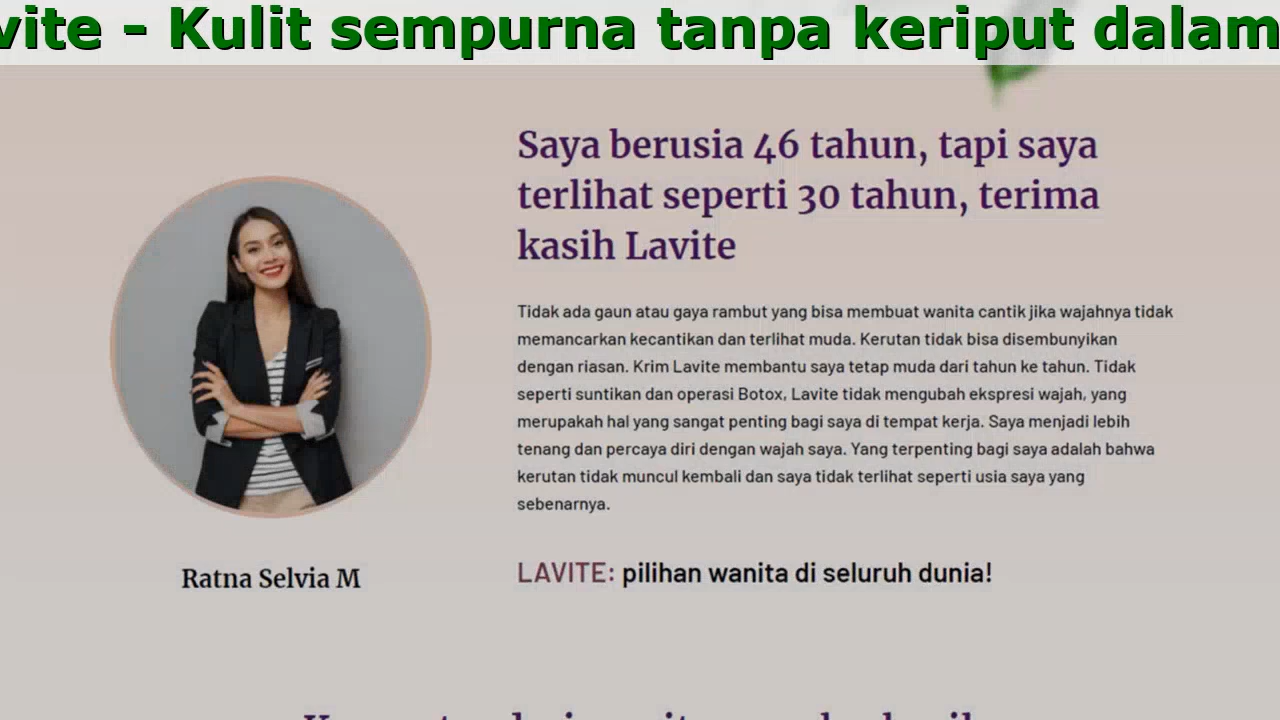 vite - Kulit sempurna tanpa keriput dalam
Saya berusia 46 tahun, tapi saya
terlihat seperti 30 tahun, terima
kasih Lavite
Tidak ada gaun atau gaya rambut yang bisa membuat wanita cantik jika wajahnya tidak
memancarkan kecantikan dan terlihat muda. Kerutan tidak bisa disembunyikan
dengan riasan. Krim Lavite membantu saya tetap muda dari tahun ke tahun. Tidak
seperti suntikan dan operasi Botox, Lavite tidak mengubah ekspresi wajah, yang
merupakah hal yang sangat penting bagi saya di tempat kerja. Saya menjadi lebih
tenang dan percaya diri dengan wajah saya. Yang terpenting bagi saya adalah bahwa
kerutan tidak muncul kembali dan saya tidak terlihat seperti usia saya yang
sebenarnya.
LAVITE: pilihan wanita di seluruh dunia!
Ratna Selvia M